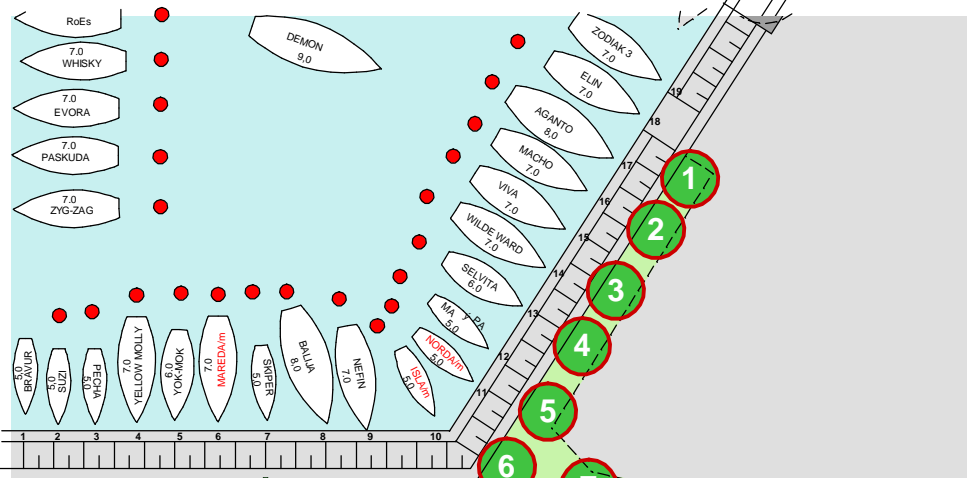 RoEs
7.0
WHISKY
7.0
EVORA
7.0
PASKUDA
7.0
ZYG-ZAG
DEMON
9,0
ZODIAK 3
7.0
ELIN
7.0
AGANTO
8.0
MACHO
7.0
VIVA
7.0
WILDE WARD
7.0
SELVITA
6.0
MA y PA
5.0
NORDA/m
5.0
ISLA/m
5.0
5.0
BRAVUR
5.0
SUZI
PECHA
5.0
7.0
YELLOW MOLLY
6.0
YOK-MOK
7.0
MAREDA/m
SKIPER
5.0
BALUA
8,0
NEFIN
7.0
1 2 3 4 5 6 7 8 9 10
11
12
13
14
15
16
17
18
19
1
2
3
4
5
6